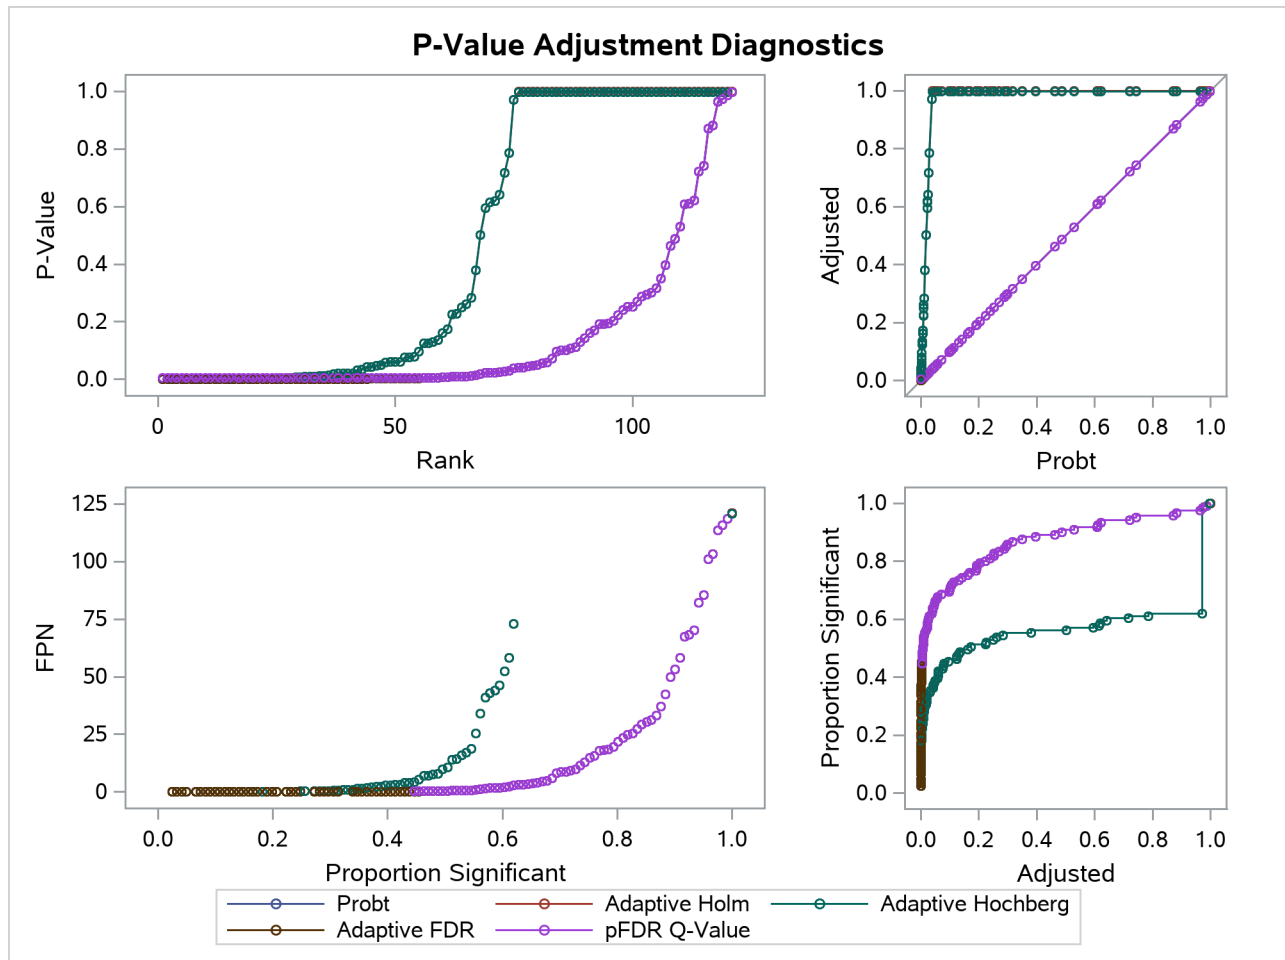 P-Value Adjustment Diagnostics
1.0
0.8
0.6
0.4
0.2
0.0
P-Value
0 50 100
Rank
1.0
0.8
0.6
0.4
0.2
0.0
Adjusted
0.0 0.2 0.4 0.6 0.8 1.0
Probt
125
100
75
50
25
0
FPN
0.0 0.2 0.4 0.6 0.8 1.0
Proportion Significant
1.0
0.8
0.6
0.4
0.2
0.0
Proportion Significant
0.0 0.2 0.4 0.6 0.8 1.0
Adjusted
Probt Adaptive Holm Adaptive Hochberg
Adaptive FDR pFDR Q-Value